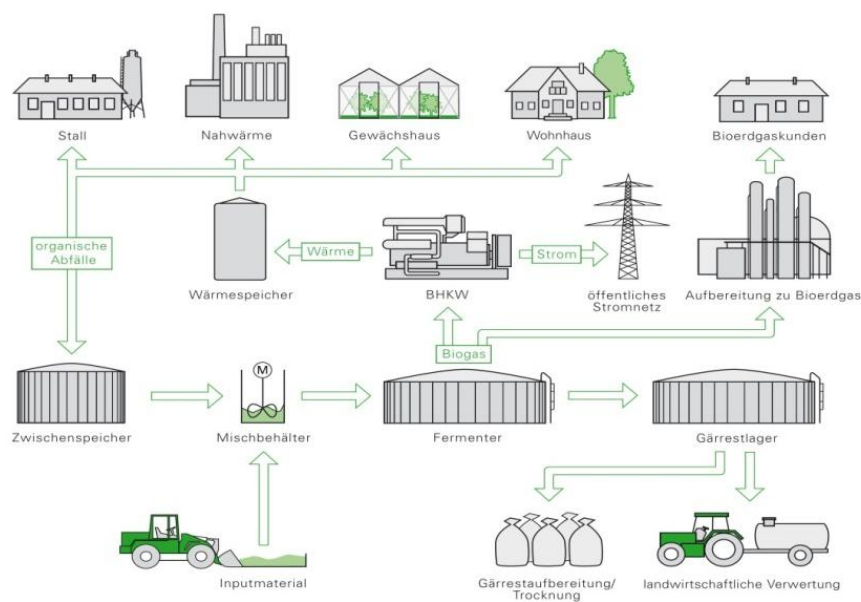 Stall
Nahwärme
Gewächshaus
Wohnhaus
Bioerdgaskunden
organische
Abfälle
Wärme
Strom
Wärmespeicher
BHKW
öffentliches
Stromnetz
Aufbereitung zu Bioerdgas
Biogas
M
Zwischenspeicher
Mischbehälter
Fermenter
Gärrestlager
Inputmaterial
Gärrestaufbereitung/
Trocknung
landwirtschaftliche Verwertung